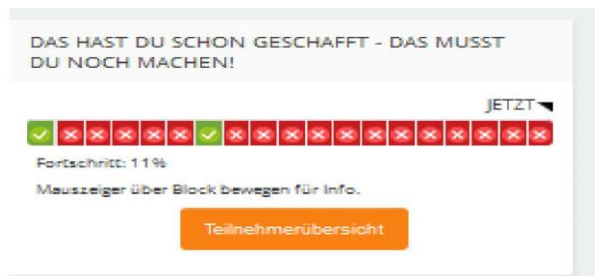 DAS HAST DU SCHON GESCHAFFT - DAS MUSST
DU NOCH MACHEN!
JETZT
Fortschritt: 11%
Mauszeiger über Block bewegen für Info.
Teilnehmerübersicht